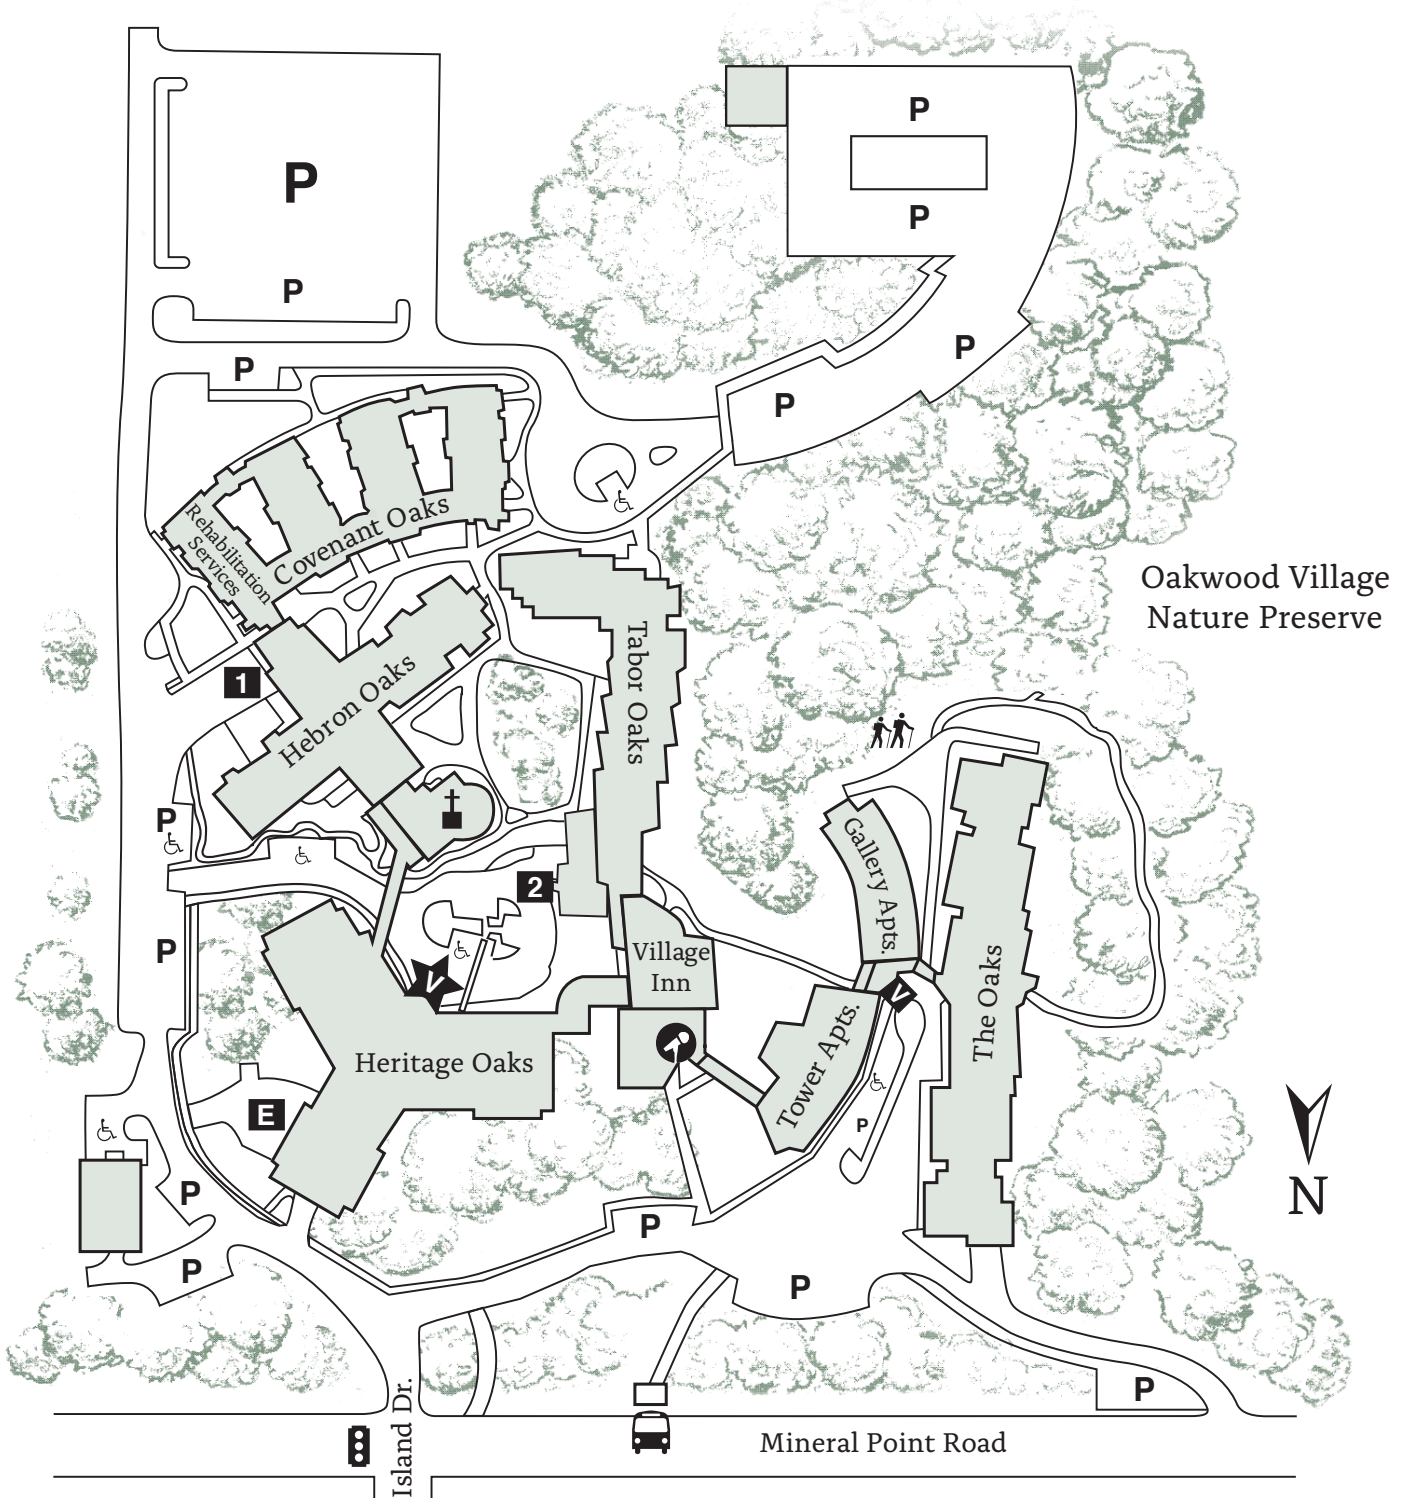 P
P
P
P
P
P
P
P
Rehabilitation
Services
Covenant Oaks
Oakwood Village
Nature Preserve
1
Hebron Oaks
Tabor Oaks
P
2
Gallery Apts.
P
Village
Inn
V
V
The Oaks
Heritage Oaks
Tower Apts.
E
P
P
N
P
P
P
P
Island Dr.
Mineral Point Road